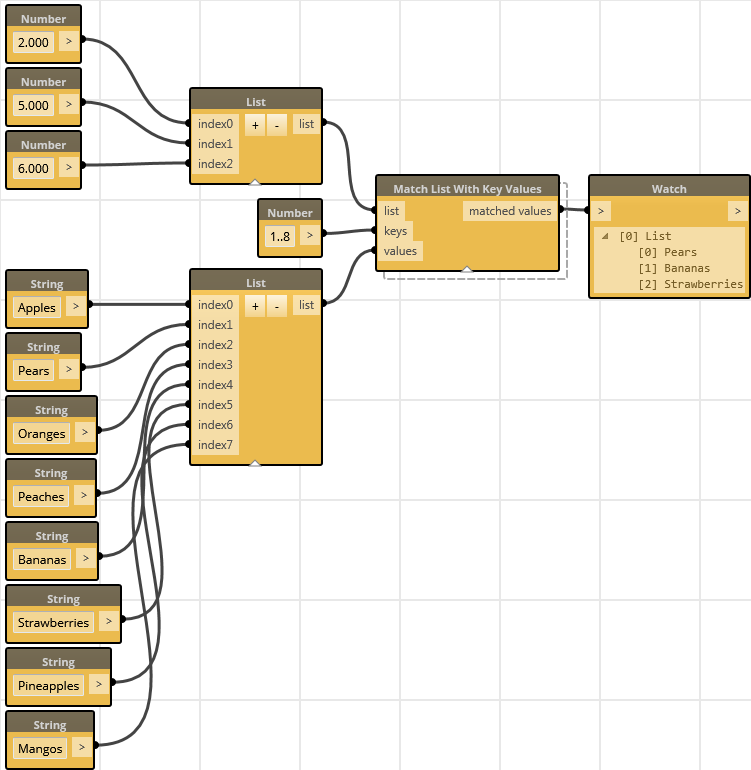 Number
2.000 >
Number
5.000 >
Number
6.000 >
List
index0 + - list
index1
index2
Number
1..8 >
Match List With Key Values
list matched values
keys
values
Watch
> >
[0] List
[0] Pears
[1] Bananas
[2] Strawberries
String
Apples >
String
Pears >
String
Oranges >
String
Peaches >
String
Bananas >
String
Strawberries >
String
Pineapples >
String
Mangos >
List
index0 + - list
index1
index2
index3
index4
index5
index6
index7